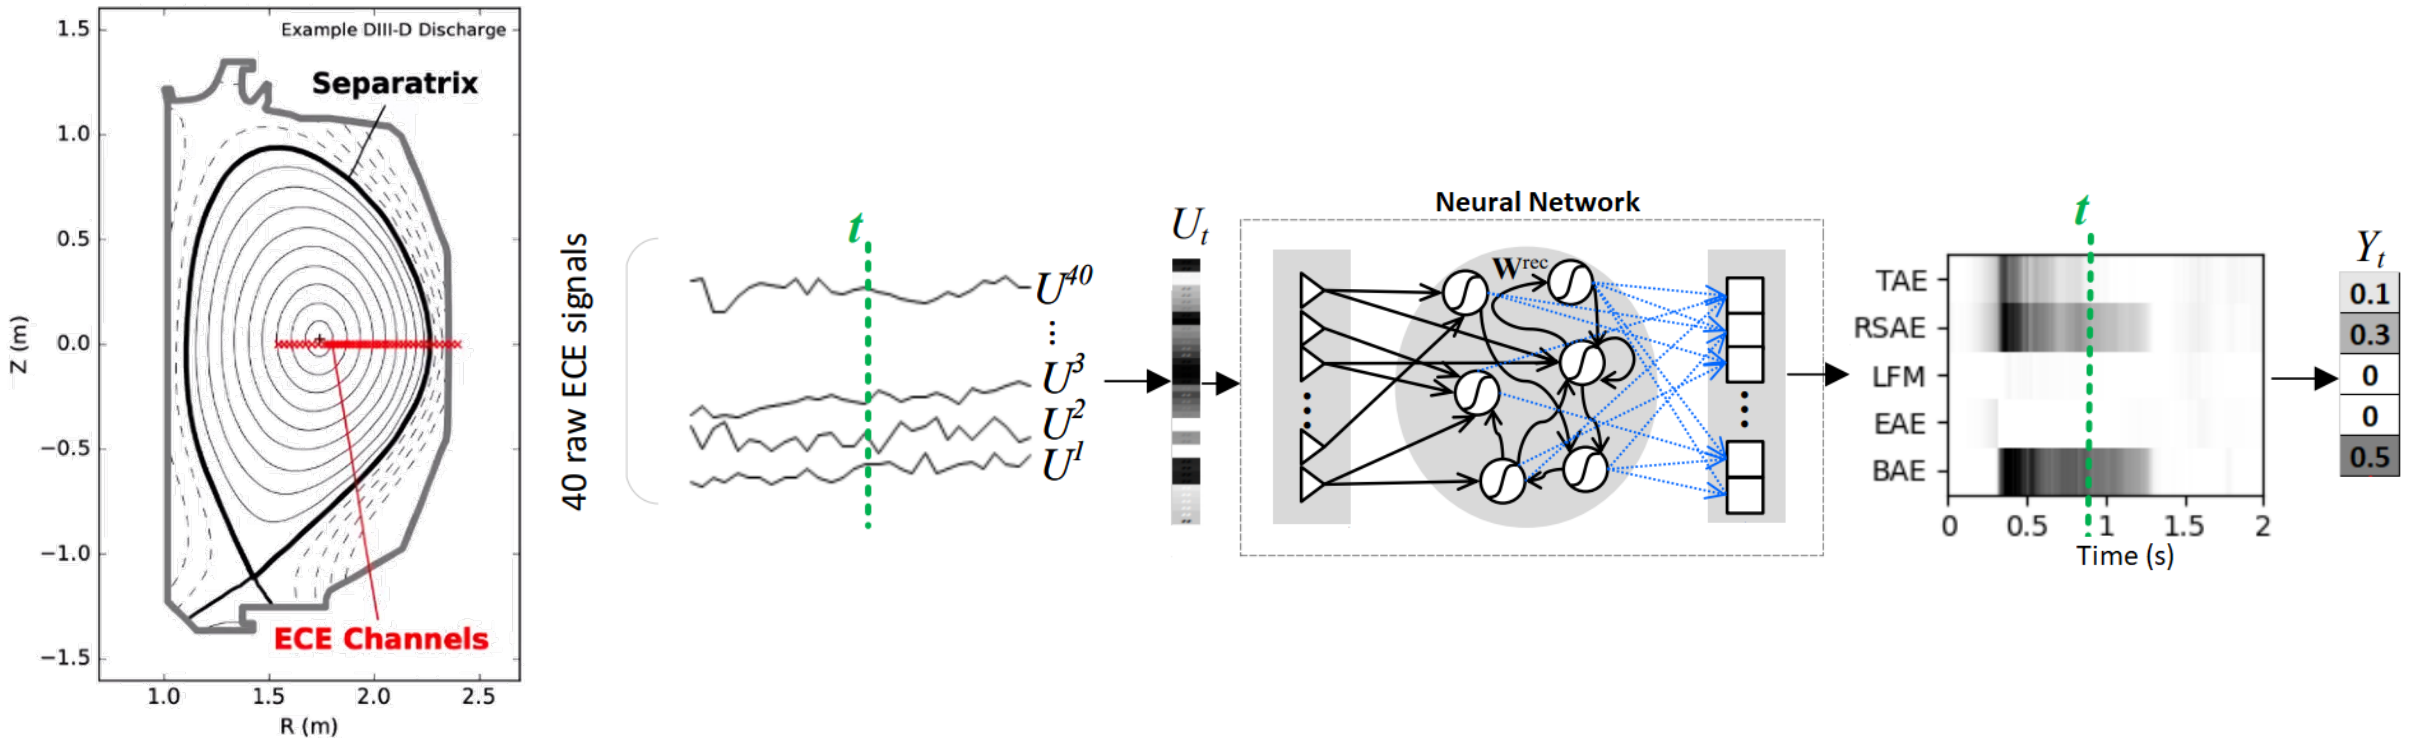 Example DIII-D Discharge
Separatrix
ECE Channels
1.5
1.0
0.5
0.0
−0.5
−1.0
−1.5
Z (m)
1.0 1.5 2.0 2.5
R (m)
40 raw ECE signals
t
U⁴⁰
⋮
U³
U²
U¹
Uₜ
Neural Network
Wʳᵉᶜ
t
TAE
RSAE
LFM
EAE
BAE
0 0.5 1 1.5 2
Time (s)
Yₜ
0.1
0.3
0
0
0.5